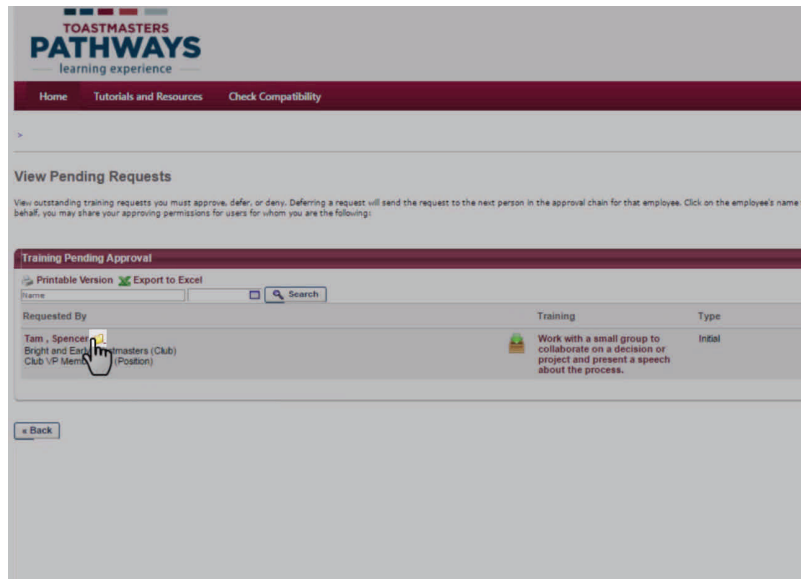 TOASTMASTERS
PATHWAYS
learning experience
Home Tutorials and Resources Check Compatibility
>
View Pending Requests
View outstanding training requests you must approve, defer, or deny. Deferring a request will send the request to the next person in the approval chain for that employee. Click on the employee's name
behalf, you may share your approving permissions for users for whom you are the following:
Training Pending Approval
Printable Version Export to Excel
Name Search
Requested By Training Type
Tam , Spencer Work with a small group to Initial
Bright and (Club) collaborate on a decision or
Club VP (Position) project and present a speech
about the process.
« Back